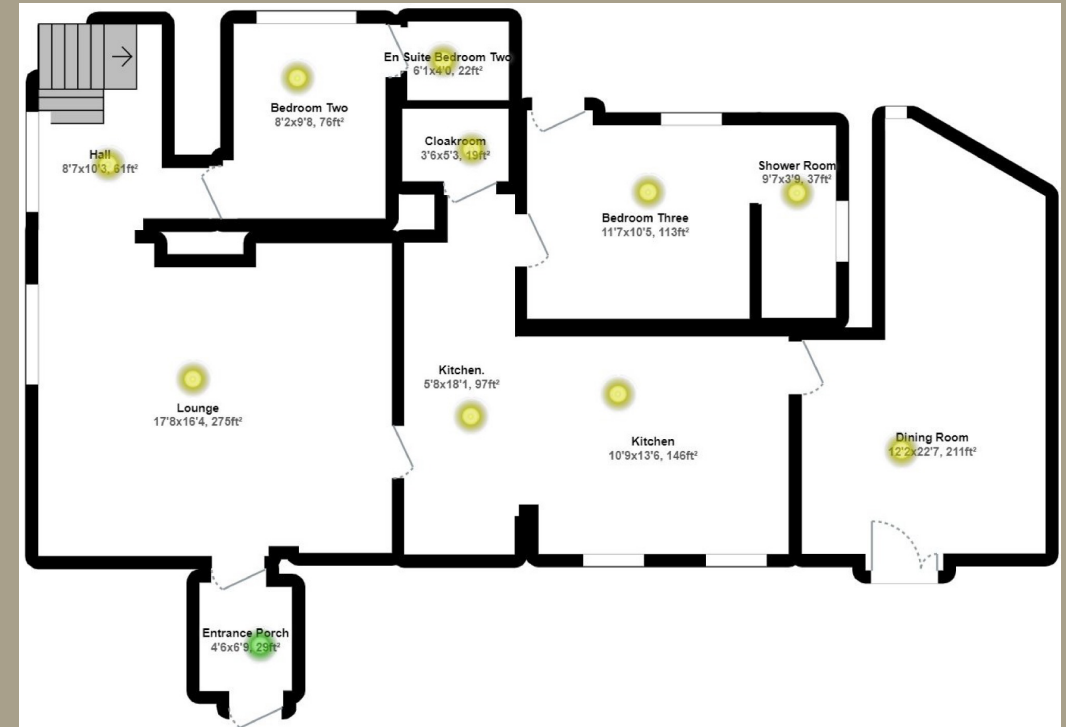 En Suite Bedroom Two
6'1x4'0, 22ft²
Bedroom Two
8'2x9'8, 76ft²
Cloakroom
3'6x5'3, 19ft²
Hall
8'7x10'3, 61ft²
Shower Room
9'7x3'9, 37ft²
Bedroom Three
11'7x10'5, 113ft²
Kitchen.
5'8x18'1, 97ft²
Lounge
17'8x16'4, 275ft²
Kitchen
10'9x13'6, 146ft²
Dining Room
12'2x22'7, 211ft²
Entrance Porch
4'6x6'9, 29ft²